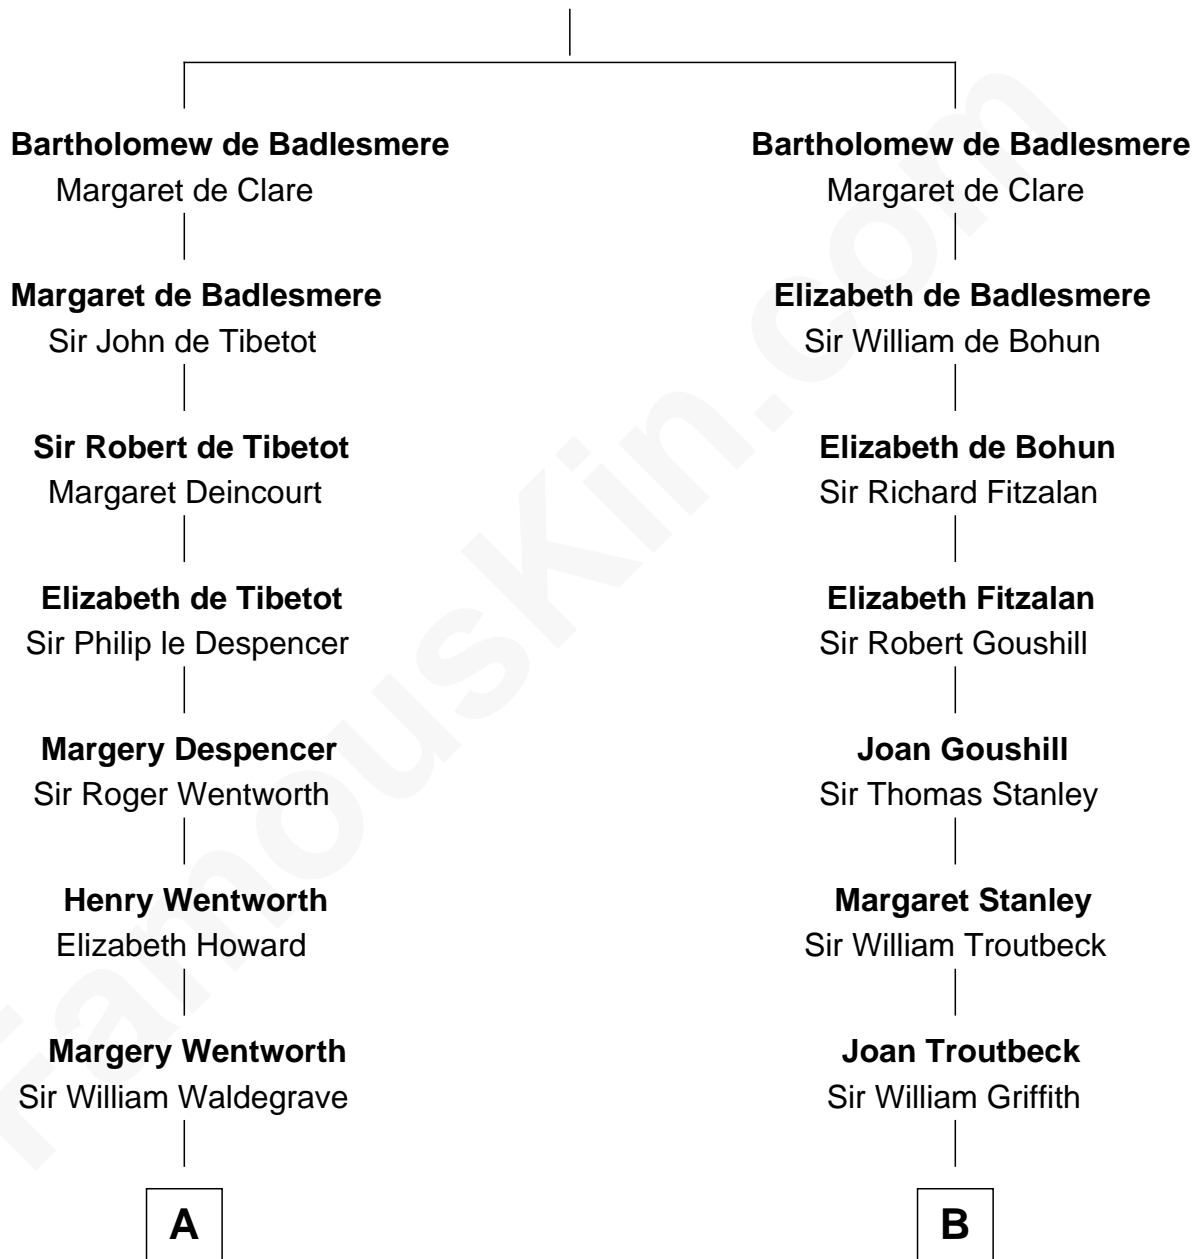 Bartholomew de Badlesmere
Margaret de Clare
Margaret de Badlesmere
Sir John de Tibetot
Sir Robert de Tibetot
Margaret Deincourt
Elizabeth de Tibetot
Sir Philip le Despencer
Margery Despencer
Sir Roger Wentworth
Henry Wentworth
Elizabeth Howard
Margery Wentworth
Sir William Waldegrave
A
Bartholomew de Badlesmere
Margaret de Clare
Elizabeth de Badlesmere
Sir William de Bohun
Elizabeth de Bohun
Sir Richard Fitzalan
Elizabeth Fitzalan
Sir Robert Goushill
Joan Goushill
Sir Thomas Stanley
Margaret Stanley
Sir William Troutbeck
Joan Troutbeck
Sir William Griffith
B
FamousKin.com